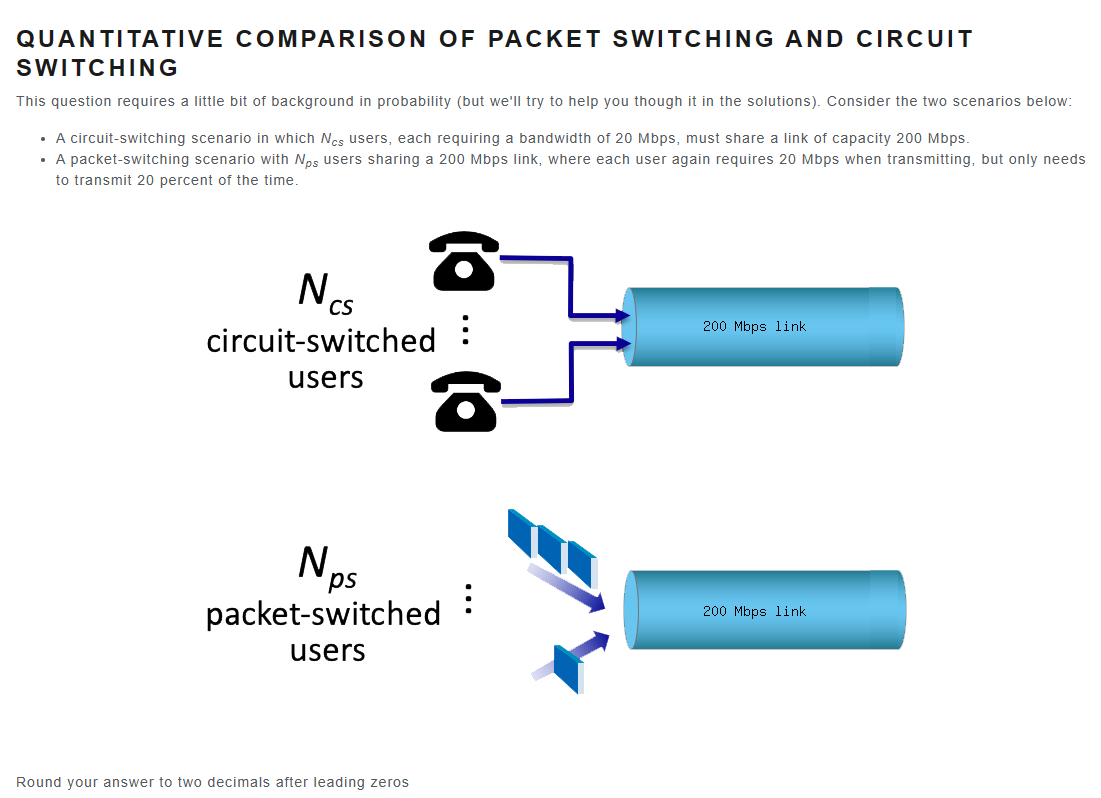 QUANTITATIVE COMPARISON OF PACKET SWITCHING AND CIRCUIT
SWITCHING
This question requires a little bit of background in probability (but we'll try to help you though it in the solutions). Consider the two scenarios below:
• A circuit-switching scenario in which Ncs users, each requiring a bandwidth of 20 Mbps, must share a link of capacity 200 Mbps.
• A packet-switching scenario with Nps users sharing a 200 Mbps link, where each user again requires 20 Mbps when transmitting, but only needs
to transmit 20 percent of the time.
Ncs
circuit-switched
users
200 Mbps link
Nps
packet-switched
users
200 Mbps link
Round your answer to two decimals after leading zeros